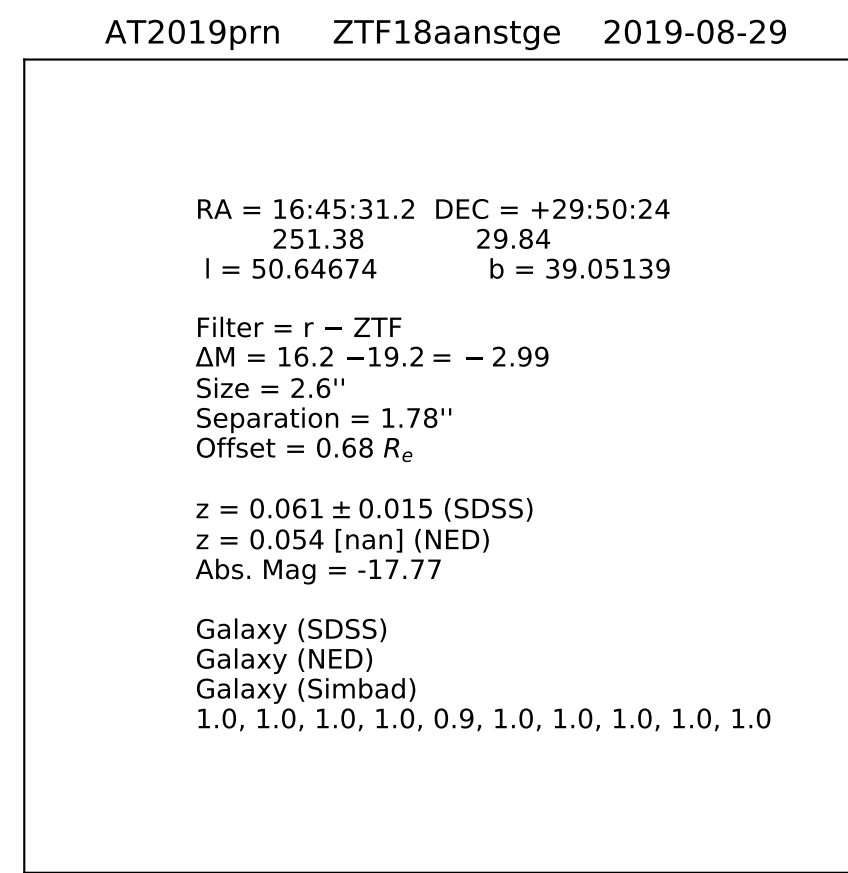 AT2019prn ZTF18aanstge 2019-08-29
RA = 16:45:31.2 DEC = +29:50:24
251.38 29.84
l = 50.64674 b = 39.05139
Filter = r − ZTF
ΔM = 16.2 −19.2 = − 2.99
Size = 2.6''
Separation = 1.78''
Offset = 0.68 Re
z = 0.061 ± 0.015 (SDSS)
z = 0.054 [nan] (NED)
Abs. Mag = -17.77
Galaxy (SDSS)
Galaxy (NED)
Galaxy (Simbad)
1.0, 1.0, 1.0, 1.0, 0.9, 1.0, 1.0, 1.0, 1.0, 1.0